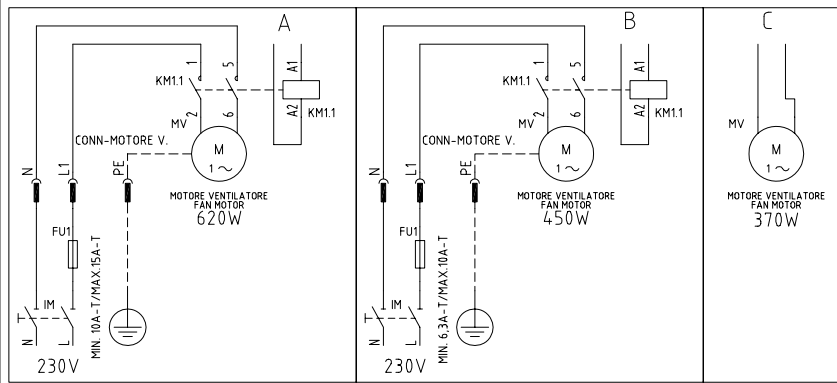 A
1
5
KM1.1
A1
A2
KM1.1
2
6
MV
CONN-MOTORE V.
M
1~
N
L1
PE
MOTORE VENTILATORE
FAN MOTOR
620W
FU1
MIN. 10A-T/MAX.15A-T
IM
N
L
230V
B
1
5
KM1.1
A1
A2
KM1.1
2
6
MV
CONN-MOTORE V.
M
1~
N
L1
PE
MOTORE VENTILATORE
FAN MOTOR
450W
FU1
MIN. 6,3A-T/MAX.10A-T
IM
N
L
230V
C
MV
M
1~
MOTORE VENTILATORE
FAN MOTOR
370W